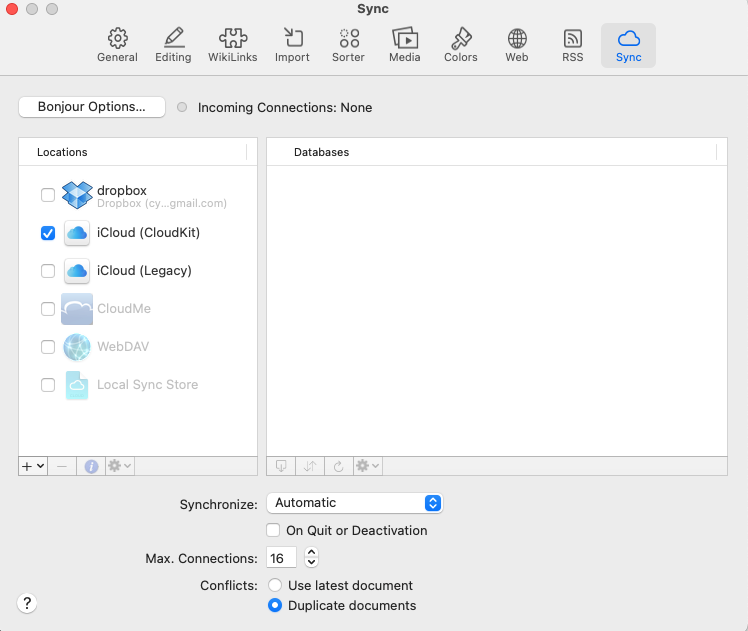 Sync
General Editing WikiLinks Import Sorter Media Colors Web RSS Sync
Bonjour Options... Incoming Connections: None
Locations Databases
dropbox
Dropbox (cy...gmail.com)
iCloud (CloudKit)
iCloud (Legacy)
CloudMe
WebDAV
Local Sync Store
Synchronize: Automatic
On Quit or Deactivation
Max. Connections: 16
Conflicts: Use latest document
Duplicate documents
?